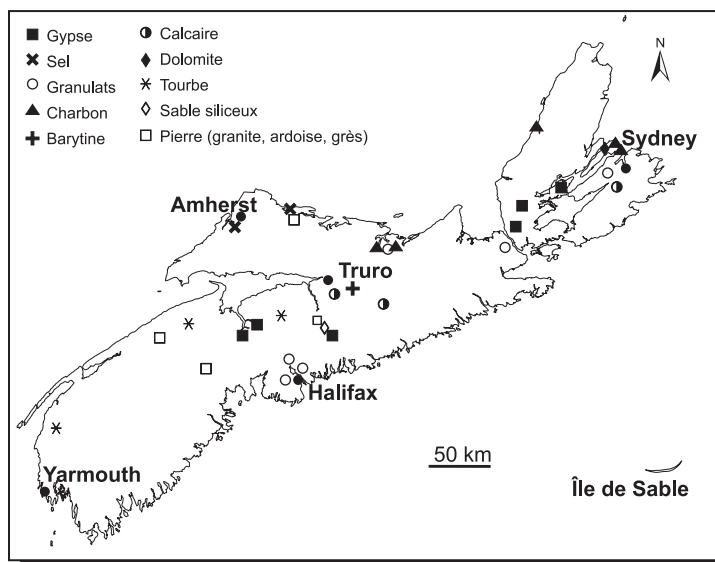 Gypse
Sel
Granulats
Charbon
Barytine
Calcaire
Dolomite
Tourbe
Sable siliceux
Pierre (granite, ardoise, grès)
N
Sydney
Amherst
Truro
Halifax
50 km
Yarmouth
Île de Sable